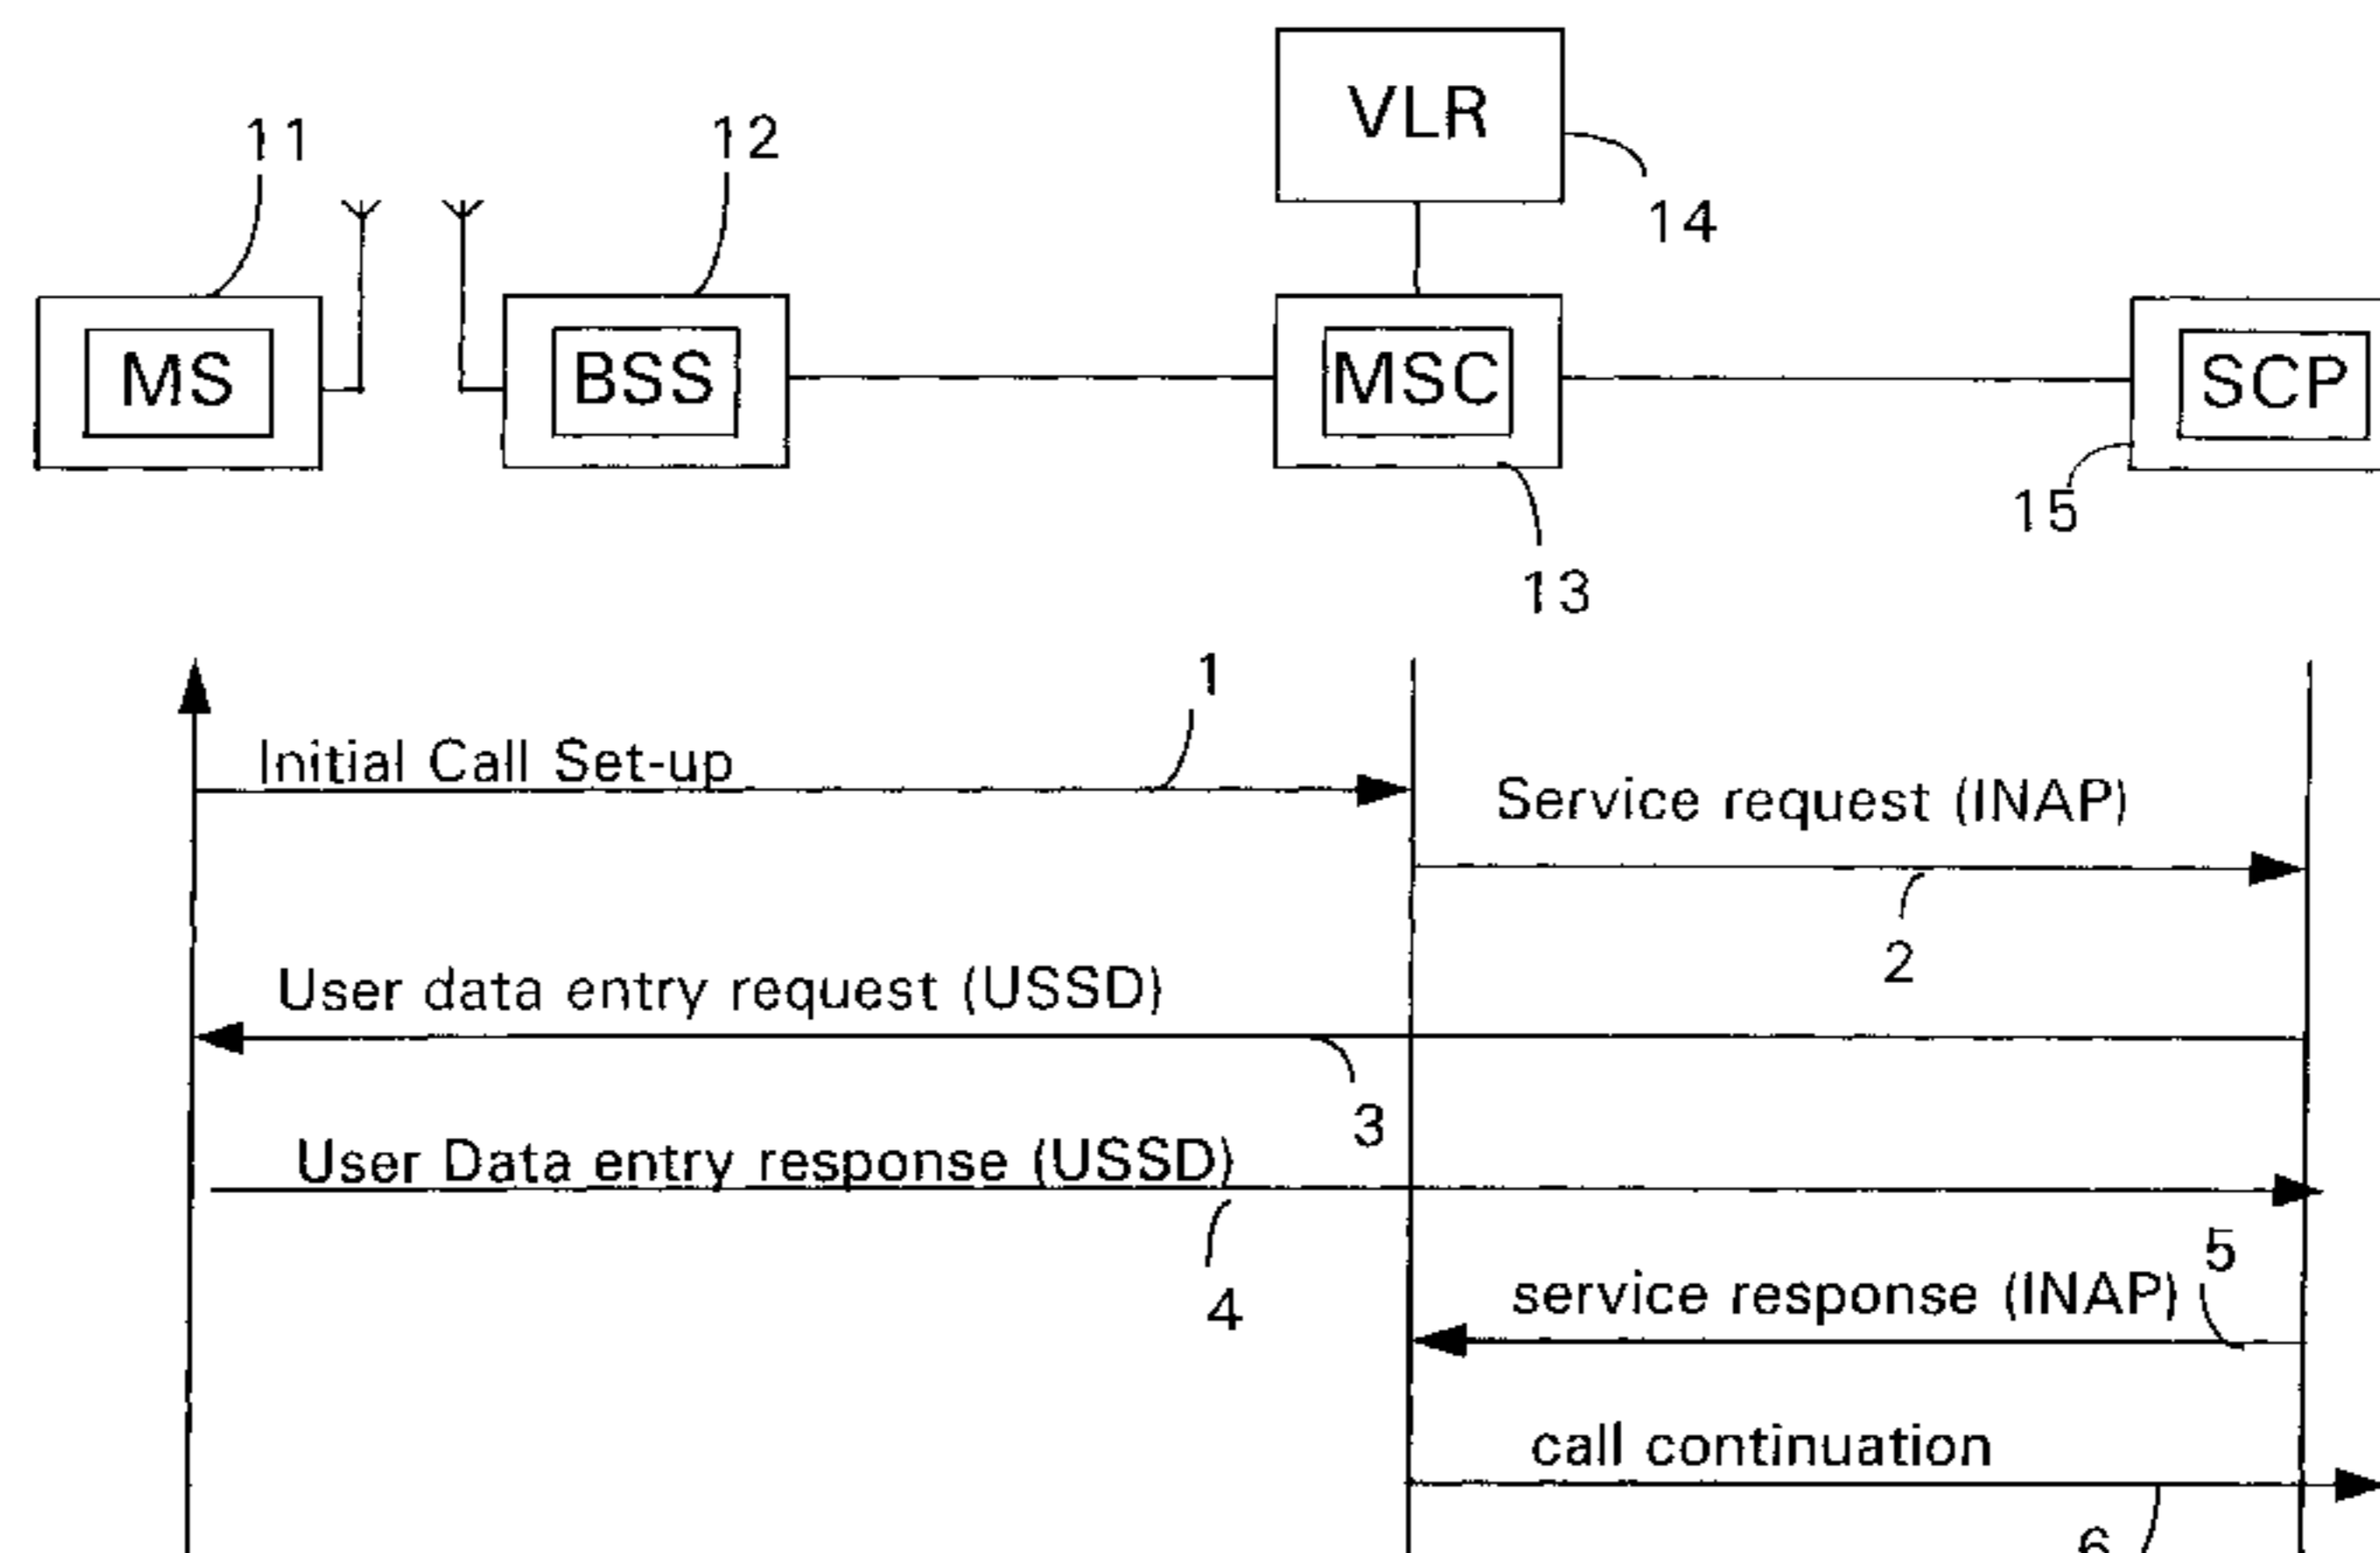 VLR
11
12
14
MS
BSS
MSC
SCP
15
13
1
Initial Call Set-up
Service request (INAP)
2
User data entry request (USSD)
3
User Data entry response (USSD)
4
5
service response (INAP)
call continuation
6